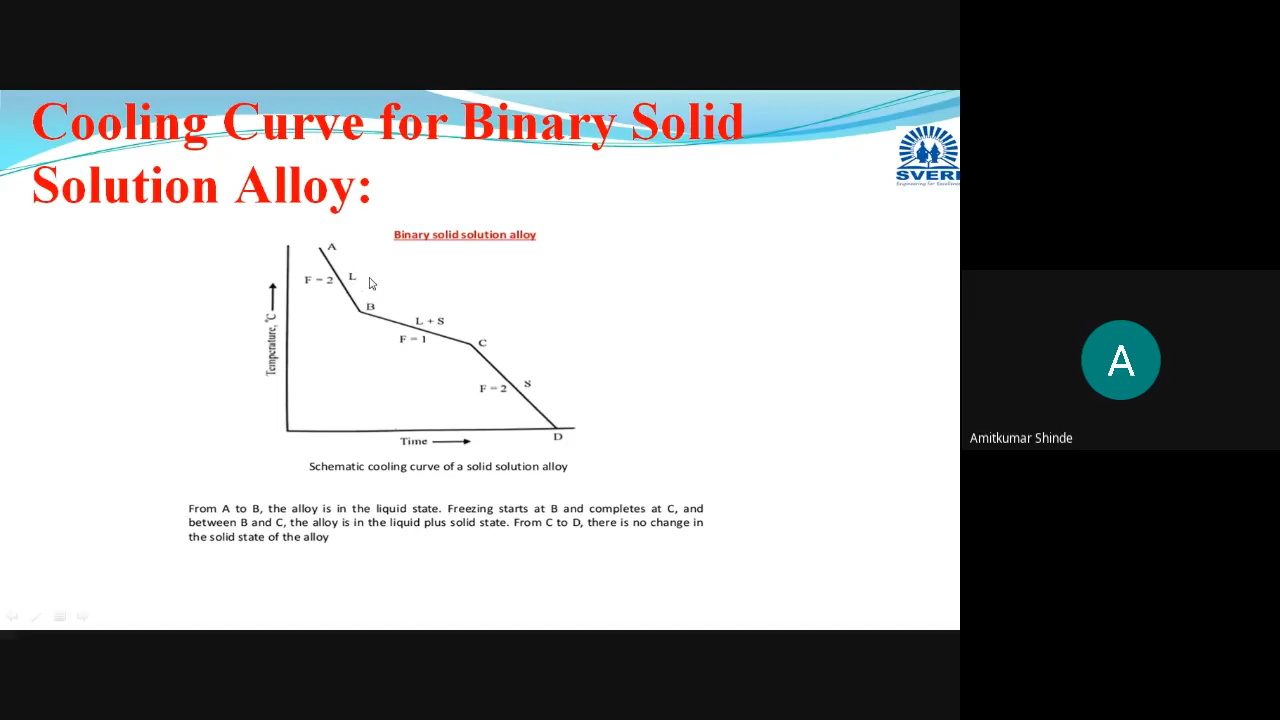 Cooling Curve for Binary Solid
Solution Alloy:
SVERI
Engineering for Excellence
Binary solid solution alloy
A
F = 2
L
B
L + S
F = 1
C
F = 2
S
D
Temperature, °C
Time
Schematic cooling curve of a solid solution alloy
From A to B, the alloy is in the liquid state. Freezing starts at B and completes at C, and
between B and C, the alloy is in the liquid plus solid state. From C to D, there is no change in
the solid state of the alloy
A
Amitkumar Shinde